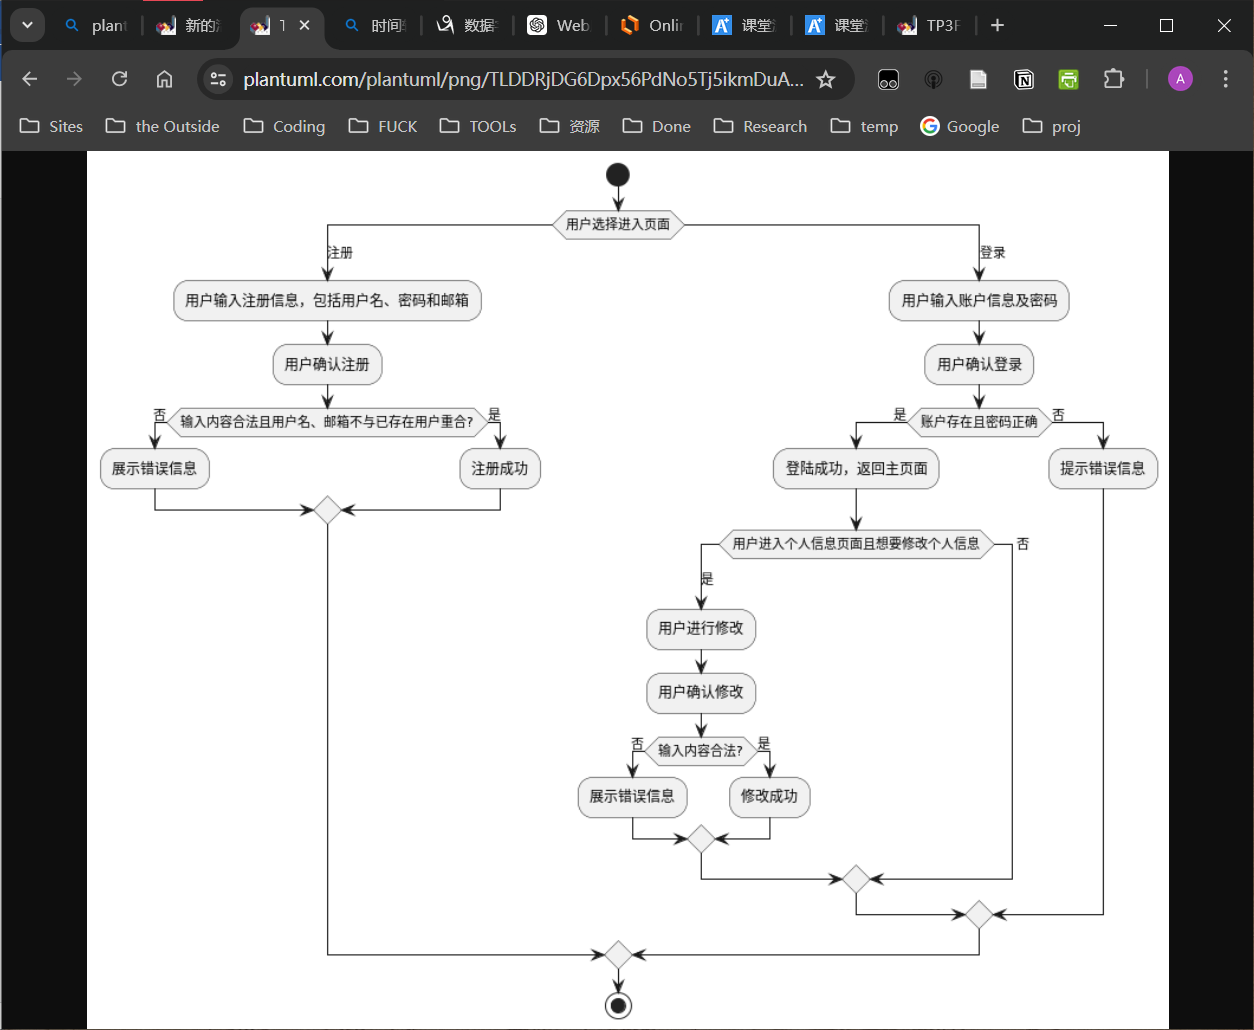 plant
新的
T
时间
数据
Web
Onlin
课堂
课堂
TP3F
plantuml.com/plantuml/png/TLDDRjDG6Dpx56PdNo5Tj5ikmDuA...
A
Sites
the Outside
Coding
FUCK
TOOLs
资源
Done
Research
temp
Google
proj
用户选择进入页面
注册
登录
用户输入注册信息，包括用户名、密码和邮箱
用户输入账户信息及密码
用户确认注册
用户确认登录
否
输入内容合法且用户名、邮箱不与已存在用户重合?
是
是
账户存在且密码正确
否
展示错误信息
注册成功
登陆成功，返回主页面
提示错误信息
用户进入个人信息页面且想要修改个人信息
否
是
用户进行修改
用户确认修改
否
输入内容合法?
是
展示错误信息
修改成功